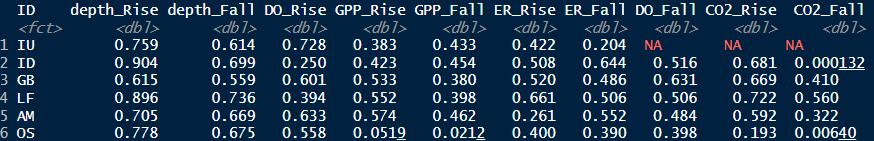 ID depth_Rise depth_Fall DO_Rise GPP_Rise GPP_Fall ER_Rise ER_Fall DO_Fall CO2_Rise CO2_Fall
<fct> <dbl> <dbl> <dbl> <dbl> <dbl> <dbl> <dbl> <dbl> <dbl> <dbl>
1 IU 0.759 0.614 0.728 0.383 0.433 0.422 0.204 NA NA NA
2 ID 0.904 0.699 0.250 0.423 0.454 0.508 0.644 0.516 0.681 0.000132
3 GB 0.615 0.559 0.601 0.533 0.380 0.520 0.486 0.631 0.669 0.410
4 LF 0.896 0.736 0.394 0.552 0.398 0.661 0.506 0.506 0.722 0.560
5 AM 0.705 0.669 0.633 0.574 0.462 0.261 0.552 0.484 0.592 0.322
6 OS 0.778 0.675 0.558 0.0519 0.0212 0.400 0.390 0.398 0.193 0.00640